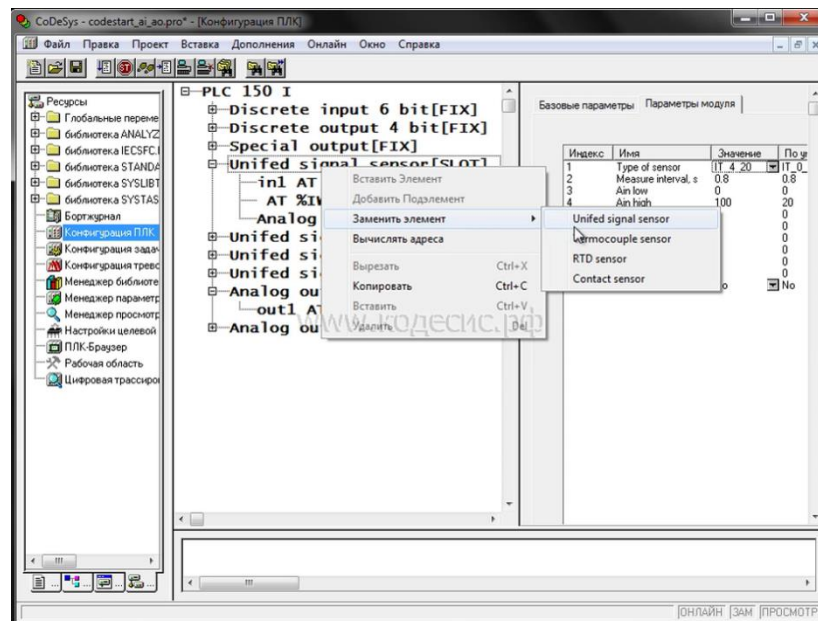 CoDeSys - codestart_ai_ao.pro* - [Конфигурация ПЛК]
Файл Правка Проект Вставка Дополнения Онлайн Окно Справка
Ресурсы
Глобальные переме
библиотека ANALYZ
библиотека IECSFC.l
библиотека STANDA
библиотека SYSLIBT
библиотека SYSTAS
Бортжурнал
Конфигурация ПЛК
Конфигурация задач
Конфигурация тревс
Менеджер библиоте
Менеджер параметр
Менеджер просмотр
Настройки целевой
ПЛК-Браузер
Рабочая область
Цифровая трассиро
PLC 150 I
Discrete input 6 bit[FIX]
Discrete output 4 bit[FIX]
Special output[FIX]
Unifed signal sensor[SLOT]
in1 AT
AT %IW
Analog
Unifed si
Unifed si
Unifed si
Analog ou
out1 AT
Analog ou
Вставить Элемент
Добавить Подэлемент
Заменить элемент
Вычислять адреса
Вырезать Ctrl+X
Копировать Ctrl+C
Вставить Ctrl+V
Удалить Del
Unifed signal sensor
RTD sensor
Contact sensor
Базовые параметры Параметры модуля
Индекс Имя Значение По у
1 Type of sensor IT_4_20 IT_0_
2 Measure interval, s 0.8 0.8
3 Ain low 0 0
4 Ain high 100 20
0
0
0
0
0
No
www.кодесис.рф
ОНЛАЙН ЗАМ ПРОСМОТР